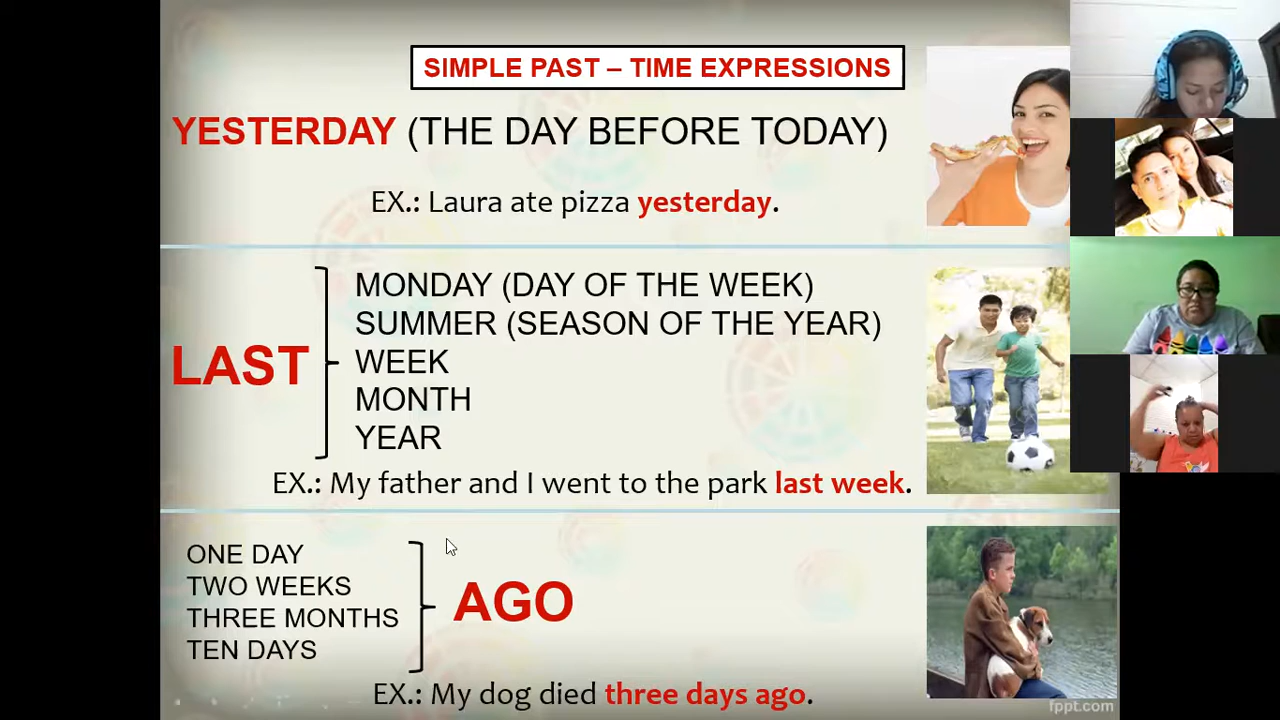 SIMPLE PAST – TIME EXPRESSIONS
YESTERDAY (THE DAY BEFORE TODAY)
EX.: Laura ate pizza yesterday.
LAST
MONDAY (DAY OF THE WEEK)
SUMMER (SEASON OF THE YEAR)
WEEK
MONTH
YEAR
EX.: My father and I went to the park last week.
ONE DAY
TWO WEEKS
THREE MONTHS
TEN DAYS
AGO
EX.: My dog died three days ago.
fppt.com